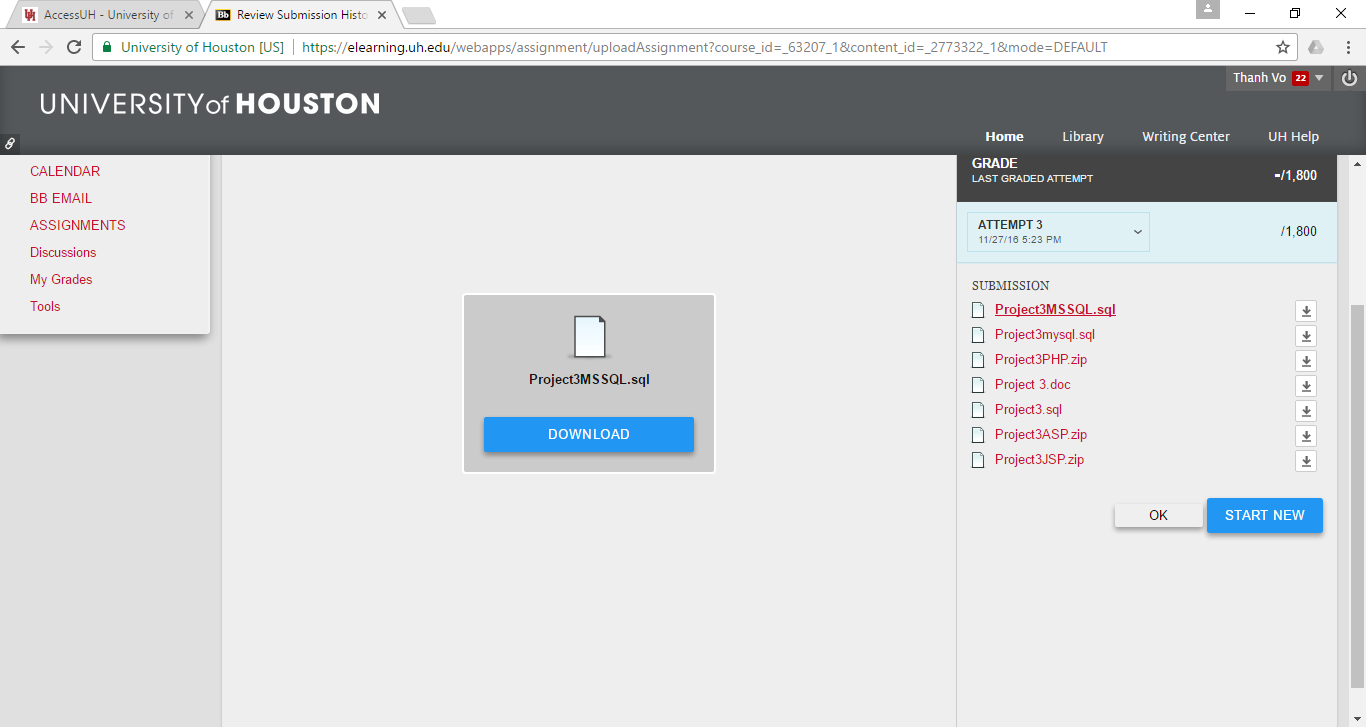 AccessUH - University of
Bb Review Submission Histo
University of Houston [US] https://elearning.uh.edu/webapps/assignment/uploadAssignment?course_id=_63207_1&content_id=_2773322_1&mode=DEFAULT
Thanh Vo 22
UNIVERSITYof HOUSTON
Home Library Writing Center UH Help
CALENDAR
BB EMAIL
ASSIGNMENTS
Discussions
My Grades
Tools
Project3MSSQL.sql
DOWNLOAD
GRADE
LAST GRADED ATTEMPT
-/1,800
ATTEMPT 3
11/27/16 5:23 PM
/1,800
SUBMISSION
Project3MSSQL.sql
Project3mysql.sql
Project3PHP.zip
Project 3.doc
Project3.sql
Project3ASP.zip
Project3JSP.zip
OK START NEW